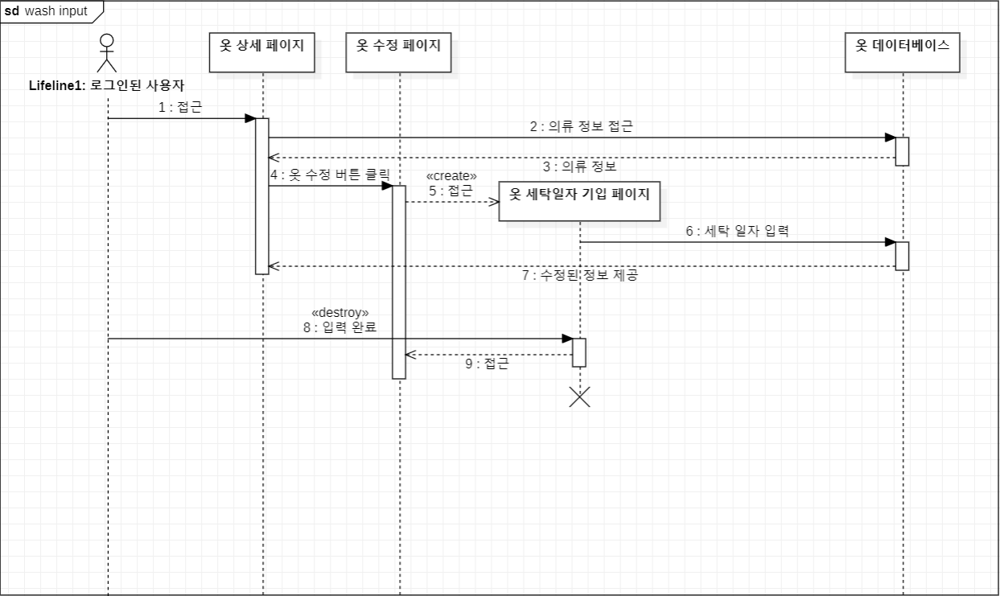 sd wash input
옷 상세 페이지
옷 수정 페이지
옷 데이터베이스
Lifeline1: 로그인된 사용자
1 : 접근
2 : 의류 정보 접근
3 : 의류 정보
4 : 옷 수정 버튼 클릭
«create»
5 : 접근
옷 세탁일자 기입 페이지
6 : 세탁 일자 입력
7 : 수정된 정보 제공
«destroy»
8 : 입력 완료
9 : 접근